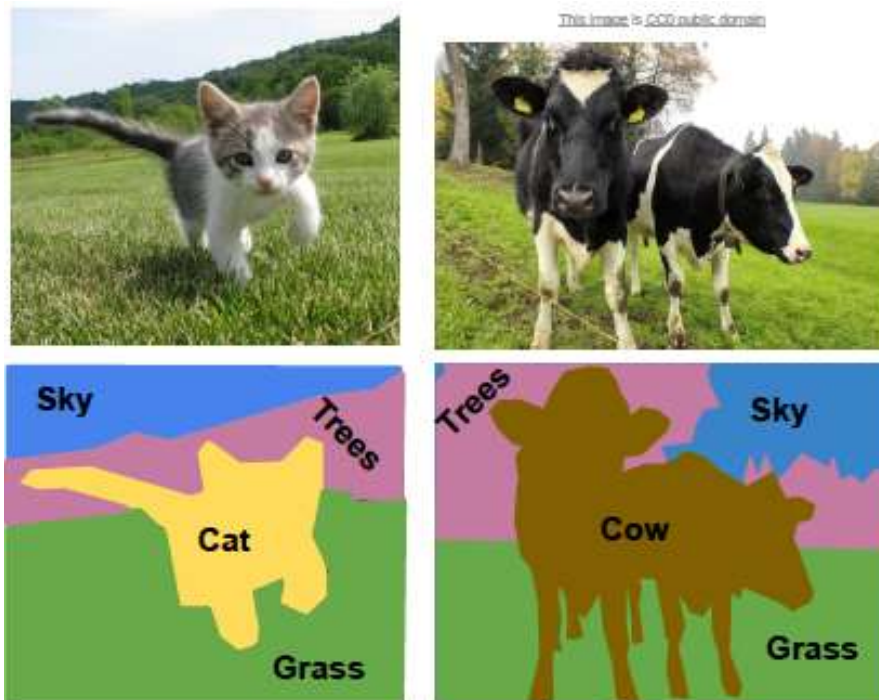 This image is CC0 public domain
Sky
Trees
Cat
Grass
Trees
Sky
Cow
Grass